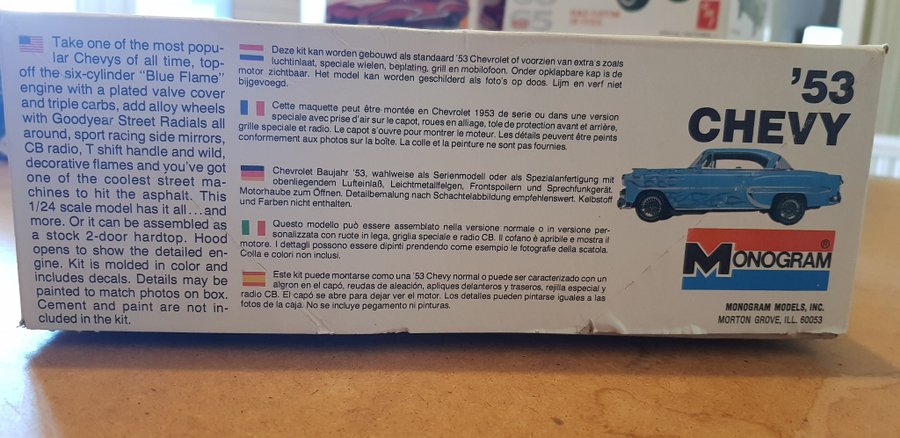 Take one of the most popu-
lar Chevys of all time, top-
off the six-cylinder "Blue Flame"
engine with a plated valve cover
and triple carbs, add alloy wheels
with Goodyear Street Radials all
around, sport racing side mirrors,
CB radio, T shift handle and wild,
decorative flames and you've got
one of the coolest street ma-
chines to hit the asphalt. This
1/24 scale model has it all...and
more. Or it can be assembled as
a stock 2-door hardtop. Hood
opens to show the detailed en-
gine. Kit is molded in color and
includes decals. Details may be
painted to match photos on box.
Cement and paint are not in-
cluded in the kit.
Deze kit kan worden gebouwd als standaard '53 Chevrolet of voorzien van extra's zoals
luchtinlaat, speciale wielen, beplating, grill en mobilofoon. Onder opklapbare kap is de
motor zichtbaar. Het model kan worden geschilderd als foto's op doos. Lijm en verf niet
bijgevoegd.
Cette maquette peut être montée en Chevrolet 1953 de serie ou dans une version
speciale avec prise d'air sur le capot, roues en alliage, tole de protection avant et arrière,
grille speciale et radio. Le capot s'ouvre pour montrer le moteur. Les détails peuvent être peints
conformement aux photos sur la boîte. La colle et la peinture ne sont pas fournies.
Chevrolet Baujahr '53, wahlweise als Serienmodell oder als Spezialanfertigung mit
obenliegendem Lufteinlaß, Leichtmetallfelgen, Frontspoilern und Sprechfunkgerät.
Motorhaube zum Öffnen. Detailbemalung nach Schachtelabbildung empfehlenswert. Kelbstoff
und Farben nicht enthalten.
Questo modello può essere assemblato nella versione normale o in versione per-
sonalizzata con ruote in lega, griglia speciale e radio CB. Il cofano è apribile e mostra il
motore. I dettagli possono essere dipinti prendendo come esempio le fotografie della scatola.
Colla e colori non inclusi.
Este kit puede montarse como una '53 Chevy normal o puede ser caracterizado con un
algron en el capó, reudas de aleación, apliques delanteros y traseros, rejilla especial y
radio CB. El capó se abre para dejar ver el motor. Los detalles pueden pintarse iguales a las
fotos de la caja. No se incluye pegamento ni pinturas.
'53
CHEVY
MONOGRAM
®
MONOGRAM MODELS, INC.
MORTON GROVE, ILL. 60053